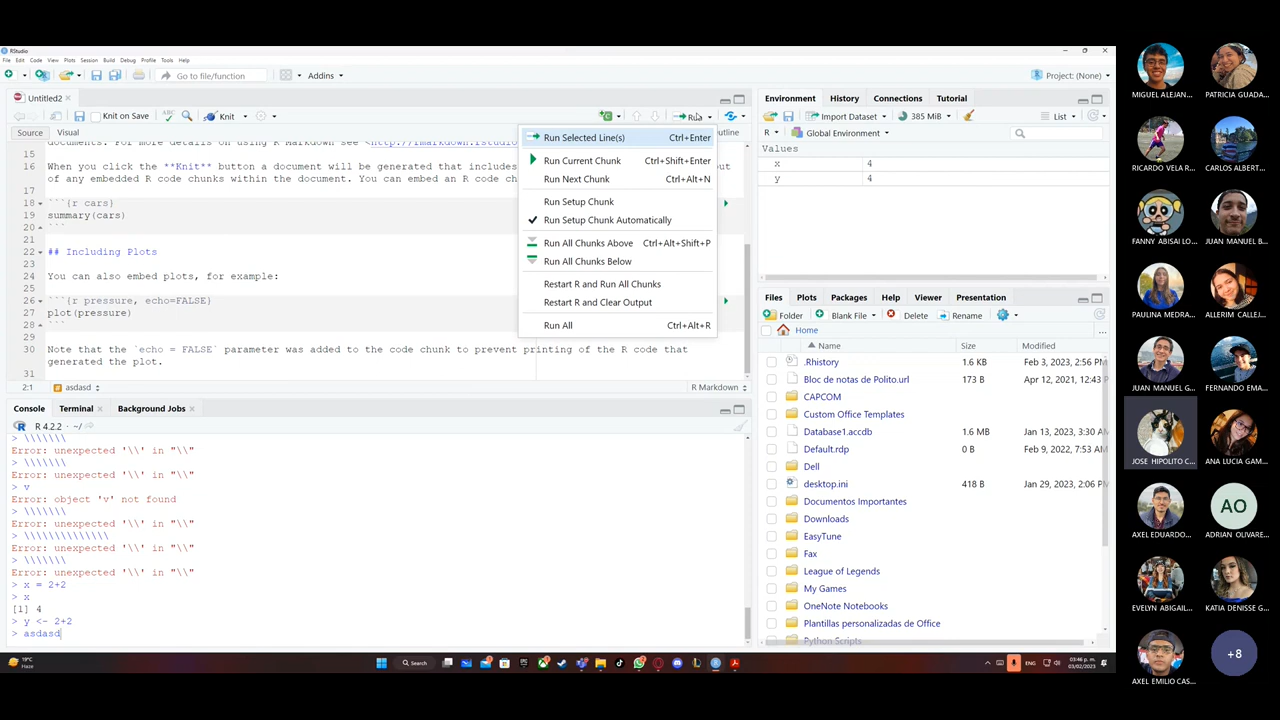 RStudio
File Edit Code View Plots Session Build Debug Profile Tools Help
Go to file/function
Addins
Project: (None)
Untitled2
Knit on Save
Knit
Run
Source Visual
Outline
15
16 When you click the **Knit** button a document will be generated that includes
of any embedded R code chunks within the document. You can embed an R code ch
17
18 ```{r cars}
19 summary(cars)
20 ```
21
22 ## Including Plots
23
24 You can also embed plots, for example:
25
26 ```{r pressure, echo=FALSE}
27 plot(pressure)
28 ```
29
30 Note that the `echo = FALSE` parameter was added to the code chunk to prevent printing of the R code that
generated the plot.
31
2:1 asdasd R Markdown
Run Selected Line(s) Ctrl+Enter
Run Current Chunk Ctrl+Shift+Enter
Run Next Chunk Ctrl+Alt+N
Run Setup Chunk
Run Setup Chunk Automatically
Run All Chunks Above Ctrl+Alt+Shift+P
Run All Chunks Below
Restart R and Run All Chunks
Restart R and Clear Output
Run All Ctrl+Alt+R
Console Terminal Background Jobs
R 4.2.2 · ~/
> \\\\\\\
Error: unexpected '\\' in "\\"
> \\\\\\\
Error: unexpected '\\' in "\\"
> v
Error: object 'v' not found
> \\\\\\\
Error: unexpected '\\' in "\\"
> \\\\\\\\\\\\\\
Error: unexpected '\\' in "\\"
> \\\\\\\
Error: unexpected '\\' in "\\"
> x = 2+2
> x
[1] 4
> y <- 2+2
> asdasd
Environment History Connections Tutorial
Import Dataset 385 MiB List
R Global Environment
Values
x 4
y 4
Files Plots Packages Help Viewer Presentation
Folder Blank File Delete Rename
Home
Name Size Modified
.Rhistory 1.6 KB Feb 3, 2023, 2:56 PM
Bloc de notas de Polito.url 173 B Apr 12, 2021, 12:43
CAPCOM
Custom Office Templates
Database1.accdb 1.6 MB Jan 13, 2023, 3:30 AM
Default.rdp 0 B Feb 9, 2022, 7:53 AM
Dell
desktop.ini 418 B Jan 29, 2023, 2:06 PM
Documentos Importantes
Downloads
EasyTune
Fax
League of Legends
My Games
OneNote Notebooks
Plantillas personalizadas de Office
Python Scripts
19°C
Haze
Search
ENG
03:46 p. m.
03/02/2023
MIGUEL ALEJAN... PATRICIA GUADA...
RICARDO VELA R... CARLOS ALBERT...
FANNY ABISAI LO... JUAN MANUEL B...
PAULINA MEDRA... ALLERIM CALLEJ...
JUAN MANUEL G... FERNANDO EMA...
JOSE HIPOLITO C... ANA LUCIA GAM...
AO
AXEL EDUARDO... ADRIAN OLIVARE...
EVELYN ABIGAIL... KATIA DENISSE G...
+8
AXEL EMILIO CAS...